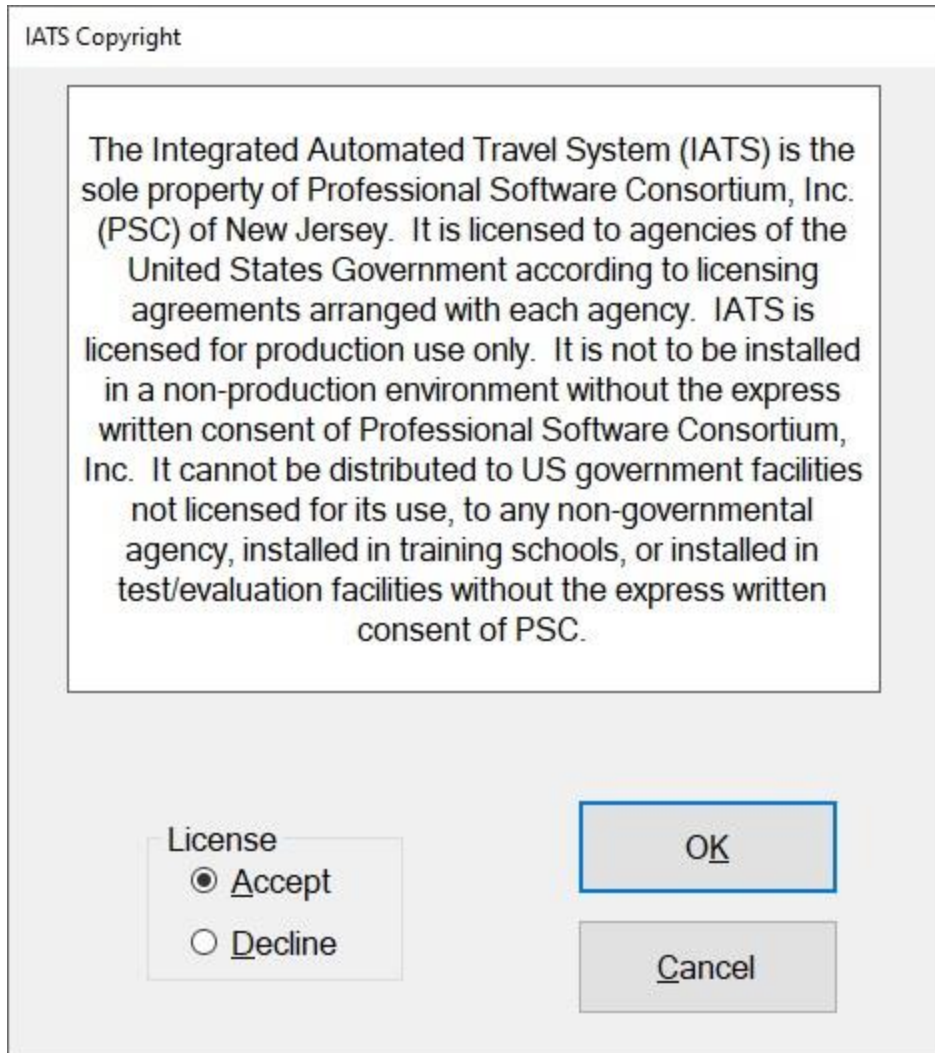 IATS Copyright
The Integrated Automated Travel System (IATS) is the
sole property of Professional Software Consortium, Inc.
(PSC) of New Jersey.  It is licensed to agencies of the
United States Government according to licensing
agreements arranged with each agency.  IATS is
licensed for production use only.  It is not to be installed
in a non-production environment without the express
written consent of Professional Software Consortium,
Inc.  It cannot be distributed to US government facilities
not licensed for its use, to any non-governmental
agency, installed in training schools, or installed in
test/evaluation facilities without the express written
consent of PSC.
License
Accept
Decline
OK
Cancel